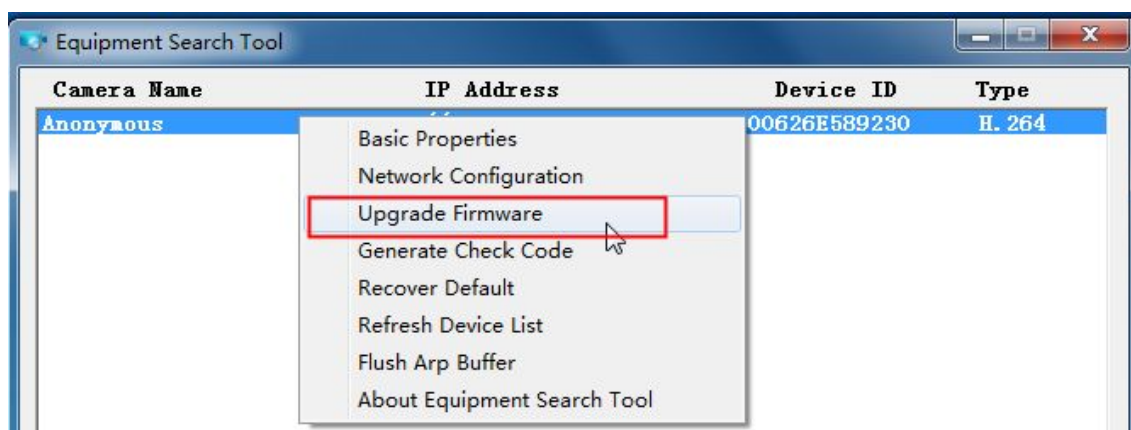 Equipment Search Tool
Camera Name IP Address Device ID Type
Anonymous 00626E589230 H.264
Basic Properties
Network Configuration
Upgrade Firmware
Generate Check Code
Recover Default
Refresh Device List
Flush Arp Buffer
About Equipment Search Tool